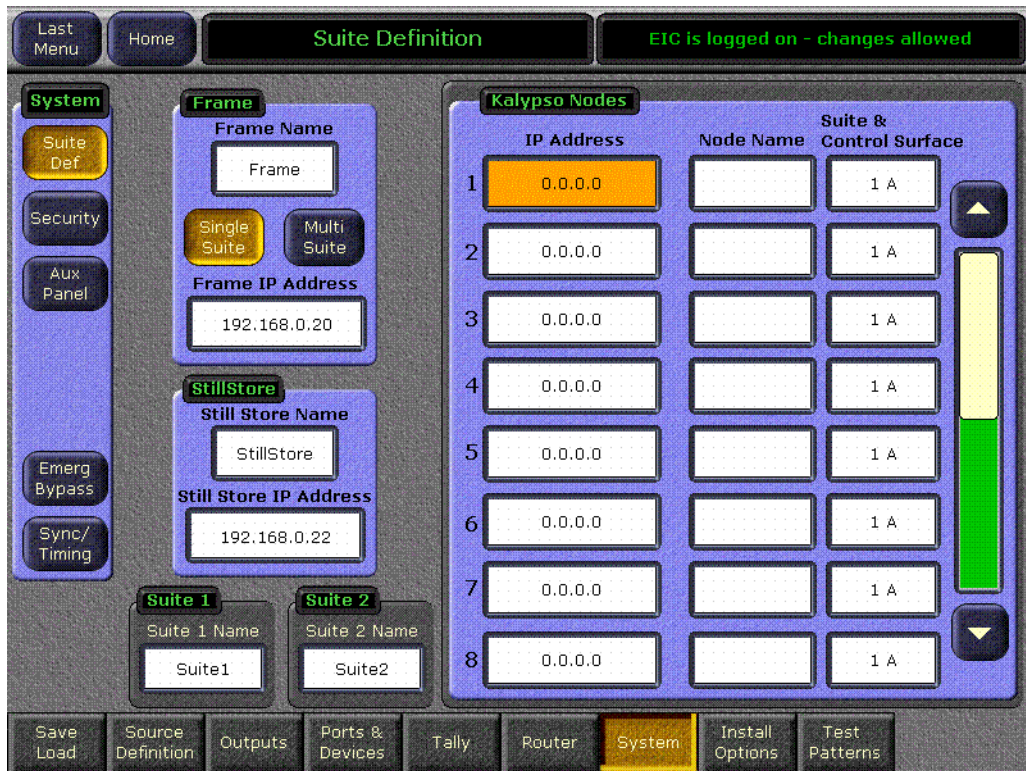 Last
Menu
Home
Suite Definition
EIC is logged on - changes allowed
System
Suite
Def
Security
Aux
Panel
Emerg
Bypass
Sync/
Timing
Frame
Frame Name
Frame
Single
Suite
Multi
Suite
Frame IP Address
192.168.0.20
StillStore
Still Store Name
StillStore
Still Store IP Address
192.168.0.22
Suite 1
Suite 1 Name
Suite1
Suite 2
Suite 2 Name
Suite2
Kalypso Nodes
IP Address
Node Name
Suite &
Control Surface
1 0.0.0.0 1 A
2 0.0.0.0 1 A
3 0.0.0.0 1 A
4 0.0.0.0 1 A
5 0.0.0.0 1 A
6 0.0.0.0 1 A
7 0.0.0.0 1 A
8 0.0.0.0 1 A
Save
Load
Source
Definition
Outputs
Ports &
Devices
Tally
Router
System
Install
Options
Test
Patterns